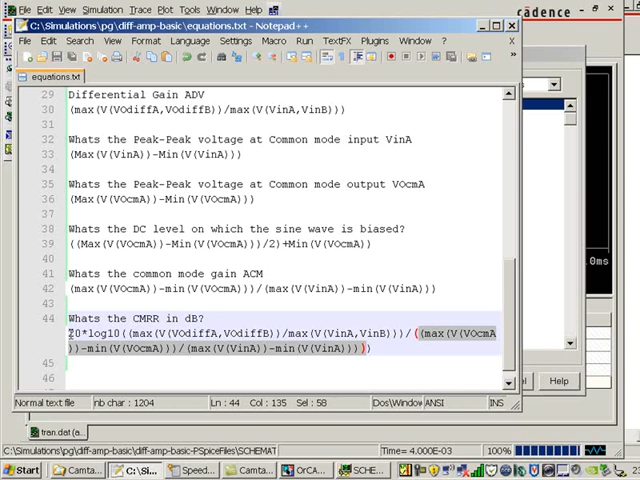 File Edit View Simulation Trace Plot Tools Window Help
cādence
C:\Simulations\pg\diff-amp-basic\equations.txt - Notepad++
File Edit Search View Format Language Settings Macro Run TextFX Plugins Window ?
equations.txt
29 Differential Gain ADV
30 (max(V(VOdiffA,VOdiffB))/max(V(VinA,VinB)))
31
32 Whats the Peak-Peak voltage at Common mode input VinA
33 (Max(V(VinA))-Min(V(VinA)))
34
35 Whats the Peak-Peak voltage at Common mode output VOcmA
36 (Max(V(VOcmA))-Min(V(VOcmA)))
37
38 Whats the DC level on which the sine wave is biased?
39 ((Max(V(VOcmA))-Min(V(VOcmA)))/2)+Min(V(VOcmA))
40
41 Whats the common mode gain ACM
42 (max(V(VOcmA))-min(V(VOcmA)))/(max(V(VinA))-min(V(VinA)))
43
44 Whats the CMRR in dB?
20*log10((max(V(VOdiffA,VOdiffB))/max(V(VinA,VinB)))/((max(V(VOcmA
))-min(V(VOcmA)))/(max(V(VinA))-min(V(VinA)))))
45
46
0ms
Help
Normal text file nb char : 1204 Ln : 44 Col : 135 Sel : 58 Dos\Window ANSI INS
tran.dat (a...
C:\Simulations\pg\diff-amp-basic\diff-amp-basic-PSpiceFiles\SCHEMAT Time= 4.000E-03 100%
Start Camta... C:\Si... Speed... Camta... OrCA... SCHE...